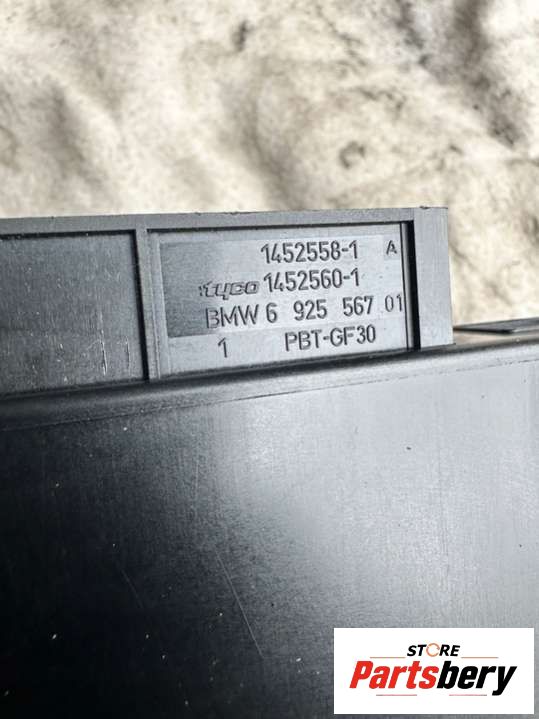 1452558-1 A
tyco 1452560-1
BMW 6 925 567 01
1 PBT-GF30
STORE
Partsbery